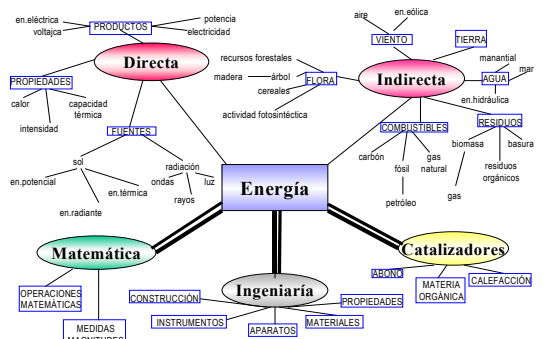 en.eléctrica
voltajca
PRODUCTOS
potencia
electricidad
Directa
PROPIEDADES
calor
capacidad
térmica
intensidad
FUENTES
sol
en.potencial
en.térmica
en.radiante
radiación
ondas
luz
rayos
aire
en.eólica
VIENTO
TIERRA
recursos forestales
madera
árbol
cereales
FLORA
actividad fotosintéctica
Indirecta
manantial
AGUA
mar
en.hidráulica
COMBUSTIBLES
carbón
fósil
gas
natural
petróleo
RESIDUOS
biomasa
basura
residuos
orgánicos
gas
Energía
Matemática
OPERACIONES
MATEMÁTICAS
MEDIDAS
MAGNITUDES
Ingeniaría
CONSTRUCCIÓN
INSTRUMENTOS
APARATOS
MATERIALES
PROPIEDADES
Catalizadores
ABONO
MATERIA
ORGÁNICA
CALEFACCIÓN